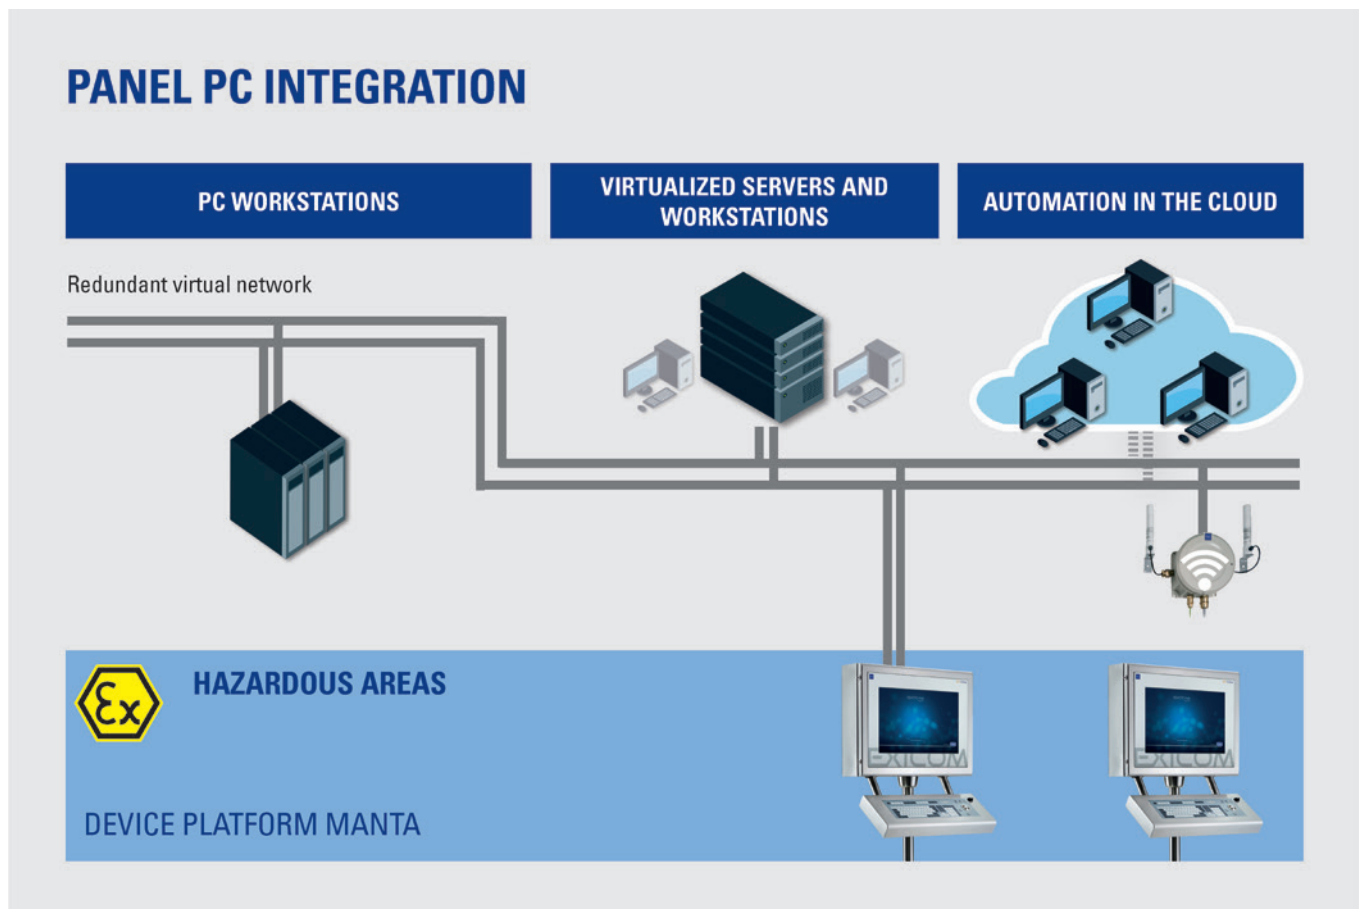 PANEL PC INTEGRATION
PC WORKSTATIONS
VIRTUALIZED SERVERS AND
WORKSTATIONS
AUTOMATION IN THE CLOUD
Redundant virtual network
Ex
HAZARDOUS AREAS
EXICOM
EXICOM
DEVICE PLATFORM MANTA